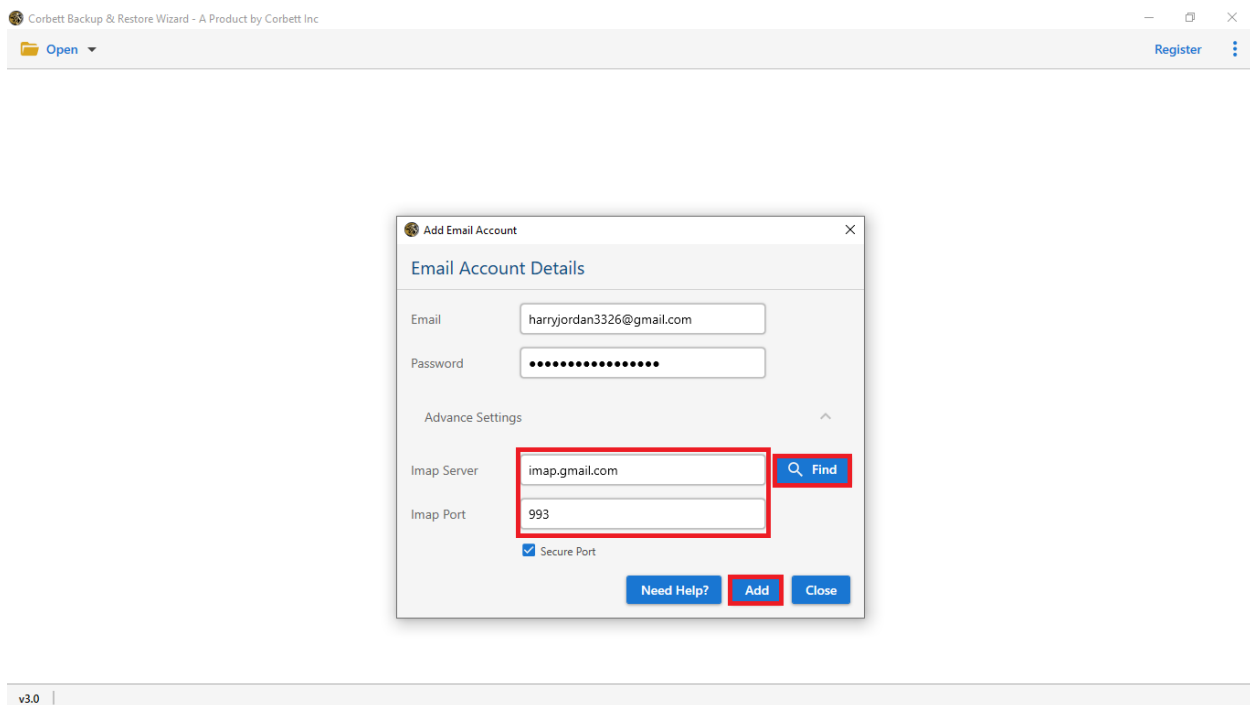 Corbett Backup & Restore Wizard - A Product by Corbett Inc
Open
Register
Add Email Account
Email Account Details
Email harryjordan3326@gmail.com
Password ●●●●●●●●●●●●●●●●●
Advance Settings
Imap Server imap.gmail.com Find
Imap Port 993
Secure Port
Need Help? Add Close
v3.0